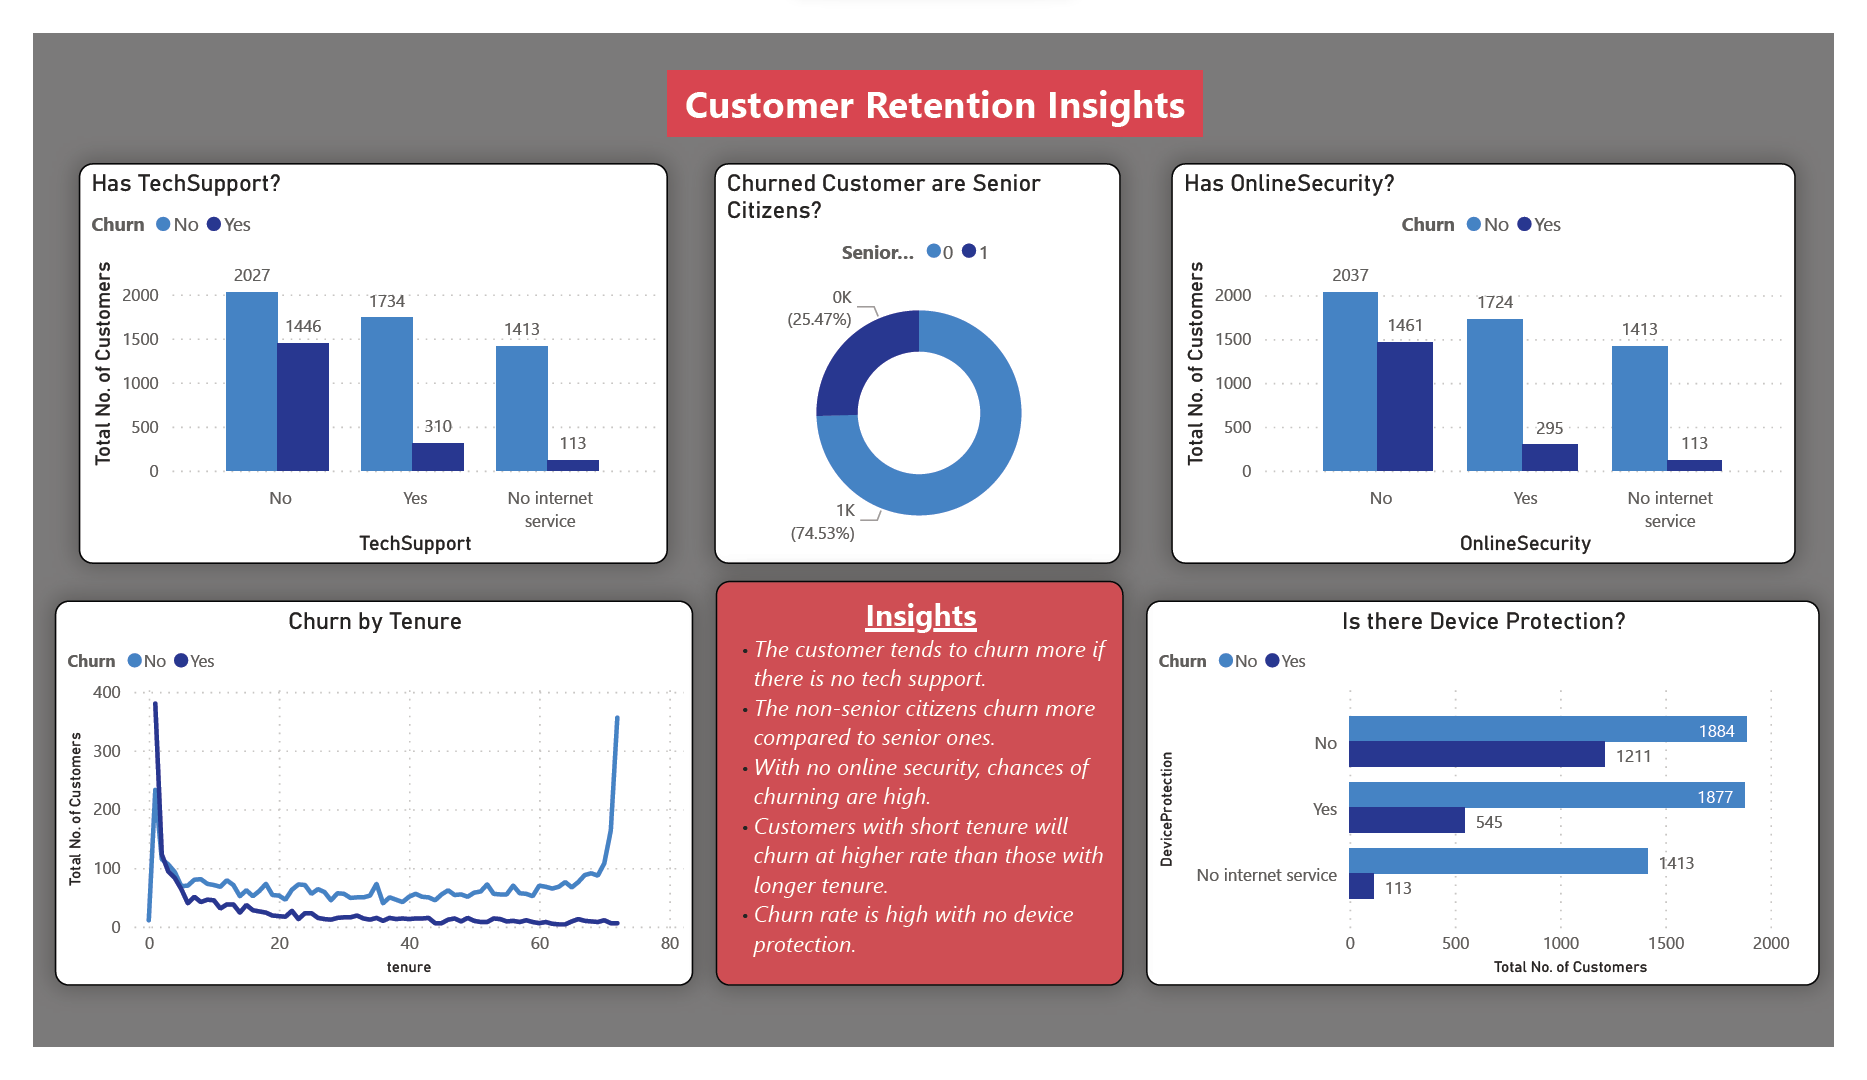 Customer Retention Insights
Has TechSupport?
Churn No Yes
Total No. of Customers
2000
1500
1000
500
0
2027
1446
1734
310
1413
113
No
Yes
No internet
service
TechSupport
Churned Customer are Senior
Citizens?
Senior... 0 1
0K
(25.47%)
1K
(74.53%)
Has OnlineSecurity?
Churn No Yes
Total No. of Customers
2000
1500
1000
500
0
2037
1461
1724
295
1413
113
No
Yes
No internet
service
OnlineSecurity
Churn by Tenure
Churn No Yes
Total No. of Customers
400
300
200
100
0
0 20 40 60 80
tenure
Insights
• The customer tends to churn more if
there is no tech support.
• The non-senior citizens churn more
compared to senior ones.
• With no online security, chances of
churning are high.
• Customers with short tenure will
churn at higher rate than those with
longer tenure.
• Churn rate is high with no device
protection.
Is there Device Protection?
Churn No Yes
DeviceProtection
No
1884
1211
Yes
1877
545
No internet service
1413
113
0 500 1000 1500 2000
Total No. of Customers